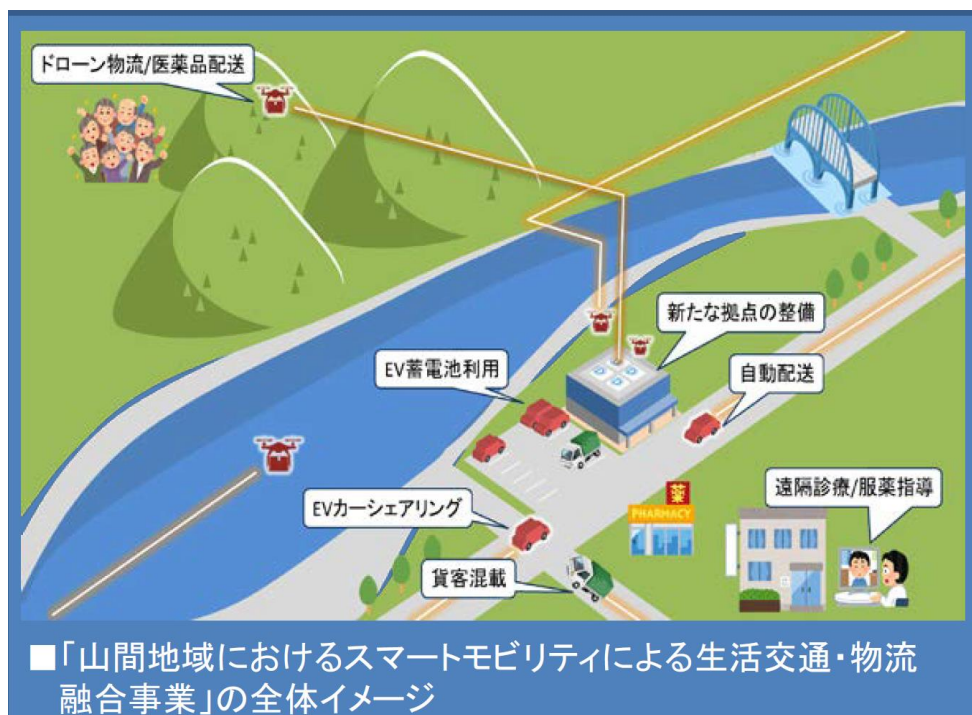 ドローン物流/医薬品配送
新たな拠点の整備
EV蓄電池利用
自動配送
遠隔診療/服薬指導
EVカーシェアリング
薬
PHARMACY
貨客混載
■「山間地域におけるスマートモビリティによる生活交通・物流
融合事業」の全体イメージ